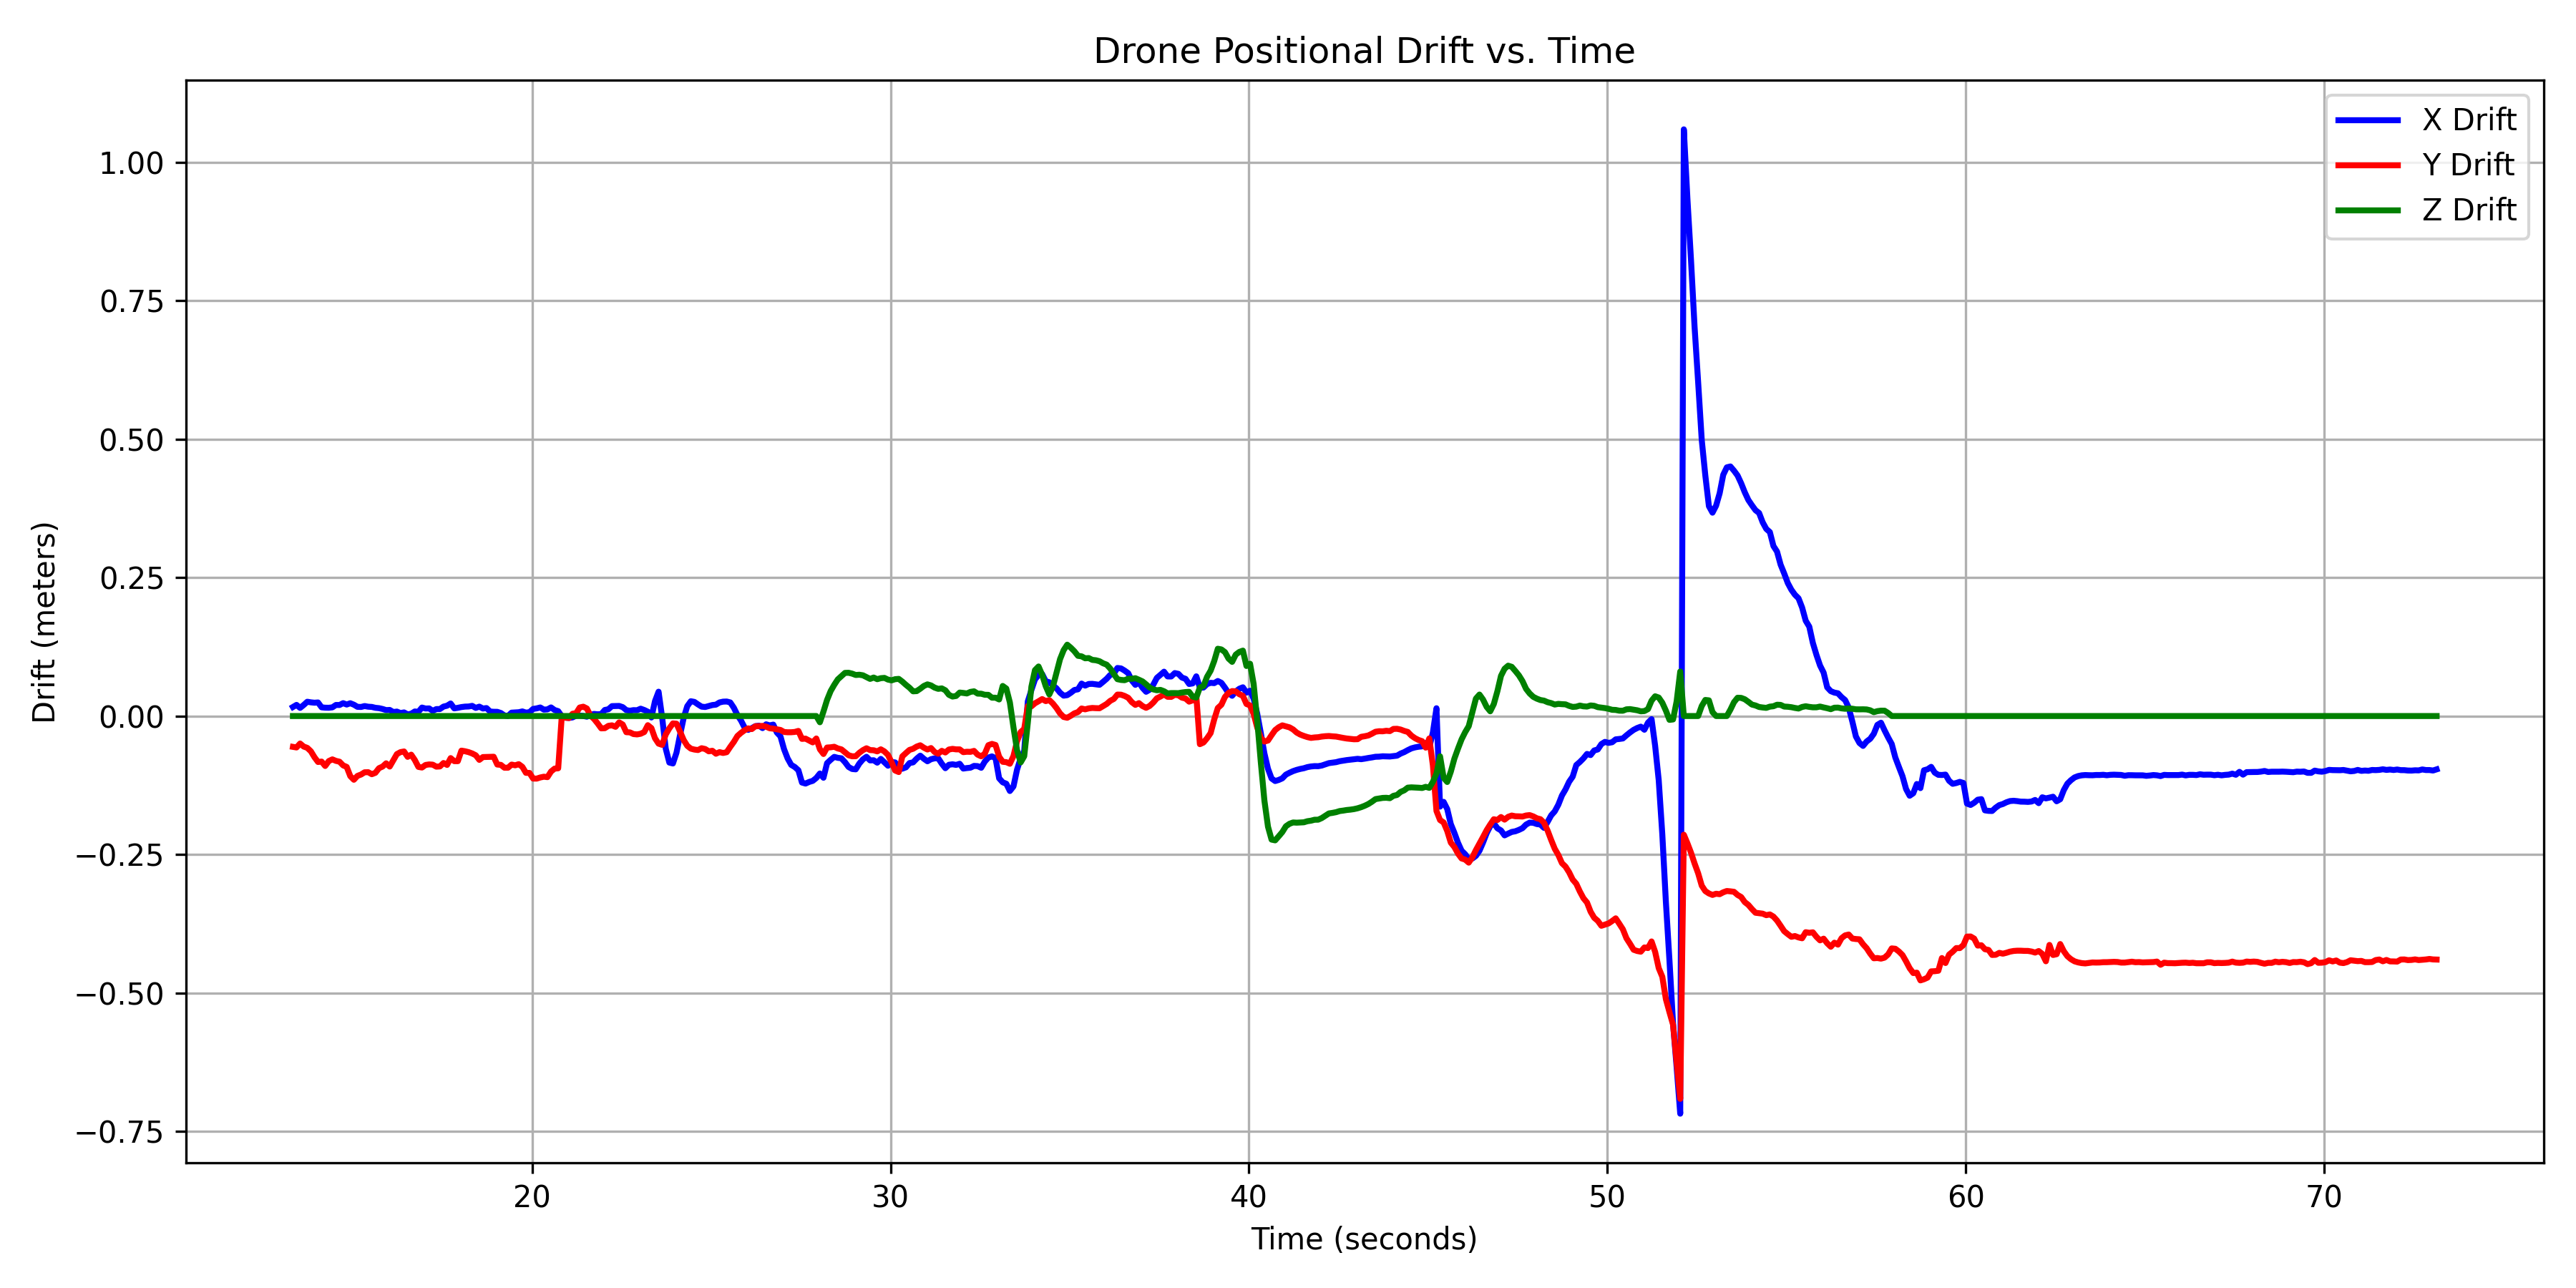 Drone Positional Drift vs. Time
X Drift
Y Drift
Z Drift
1.00
0.75
0.50
0.25
0.00
−0.25
−0.50
−0.75
Drift (meters)
20 30 40 50 60 70
Time (seconds)